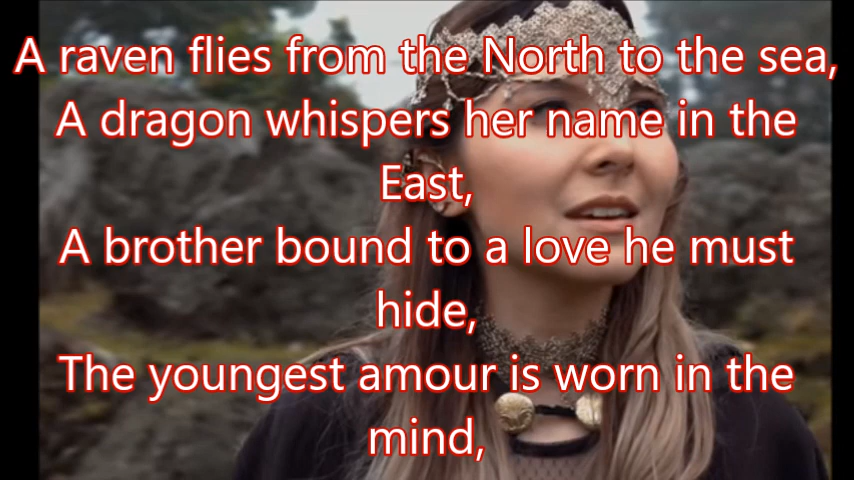 A raven flies from the North to the sea,
A dragon whispers her name in the
East,
A brother bound to a love he must
hide,
The youngest amour is worn in the
mind,